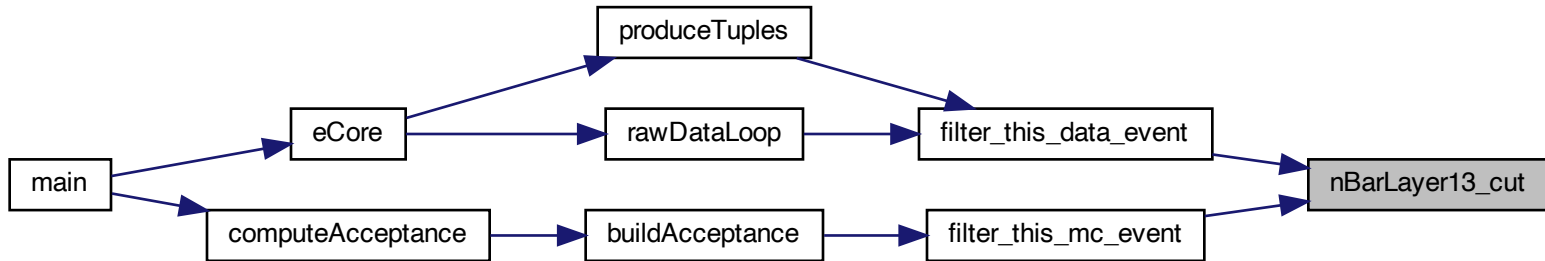 produceTuples
eCore
rawDataLoop
filter_this_data_event
main
nBarLayer13_cut
computeAcceptance
buildAcceptance
filter_this_mc_event